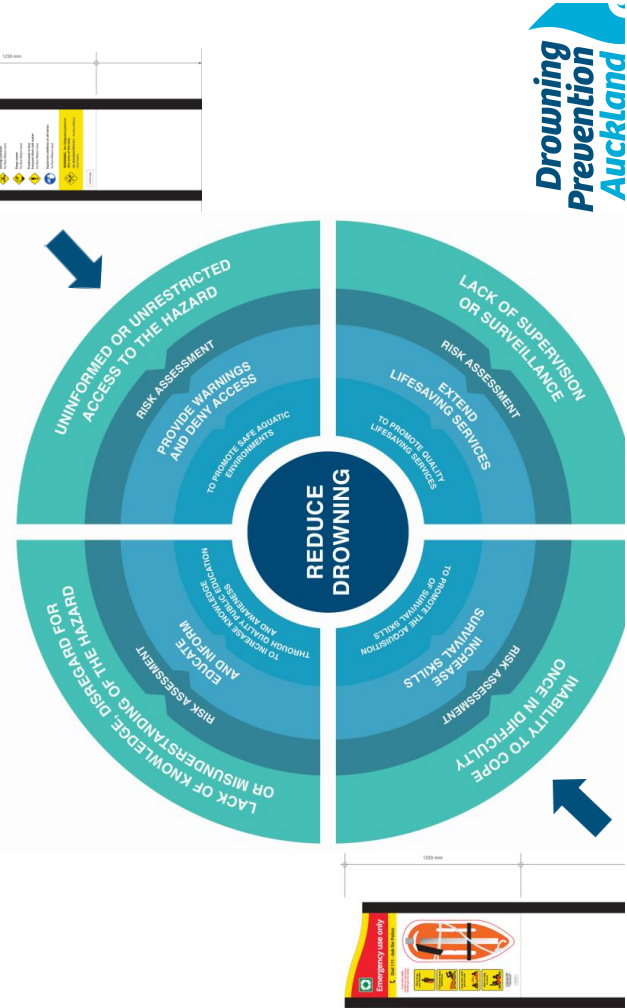 1250 mm
WARNING:
Drowning
Prevention
Auckland
UNINFORMED OR UNRESTRICTED
ACCESS TO THE HAZARD
RISK ASSESSMENT
PROVIDE WARNINGS
AND DENY ACCESS
TO PROMOTE SAFE AQUATIC
ENVIRONMENTS
LACK OF SUPERVISION
OR SURVEILLANCE
RISK ASSESSMENT
EXTEND
LIFESAVING SERVICES
TO PROMOTE QUALITY
LIFESAVING SERVICES
REDUCE
DROWNING
LACK OF KNOWLEDGE, DISREGARD FOR
OR MISUNDERSTANDING OF THE HAZARD
RISK ASSESSMENT
EDUCATE
AND INFORM
TO INCREASE KNOWLEDGE
THROUGH QUALITY PUBLIC EDUCATION
AND AWARENESS
INABILITY TO COPE
ONCE IN DIFFICULTY
RISK ASSESSMENT
INCREASE
SURVIVAL SKILLS
TO PROMOTE THE ACQUISITION
OF SURVIVAL SKILLS
1250 mm
Emergency use only